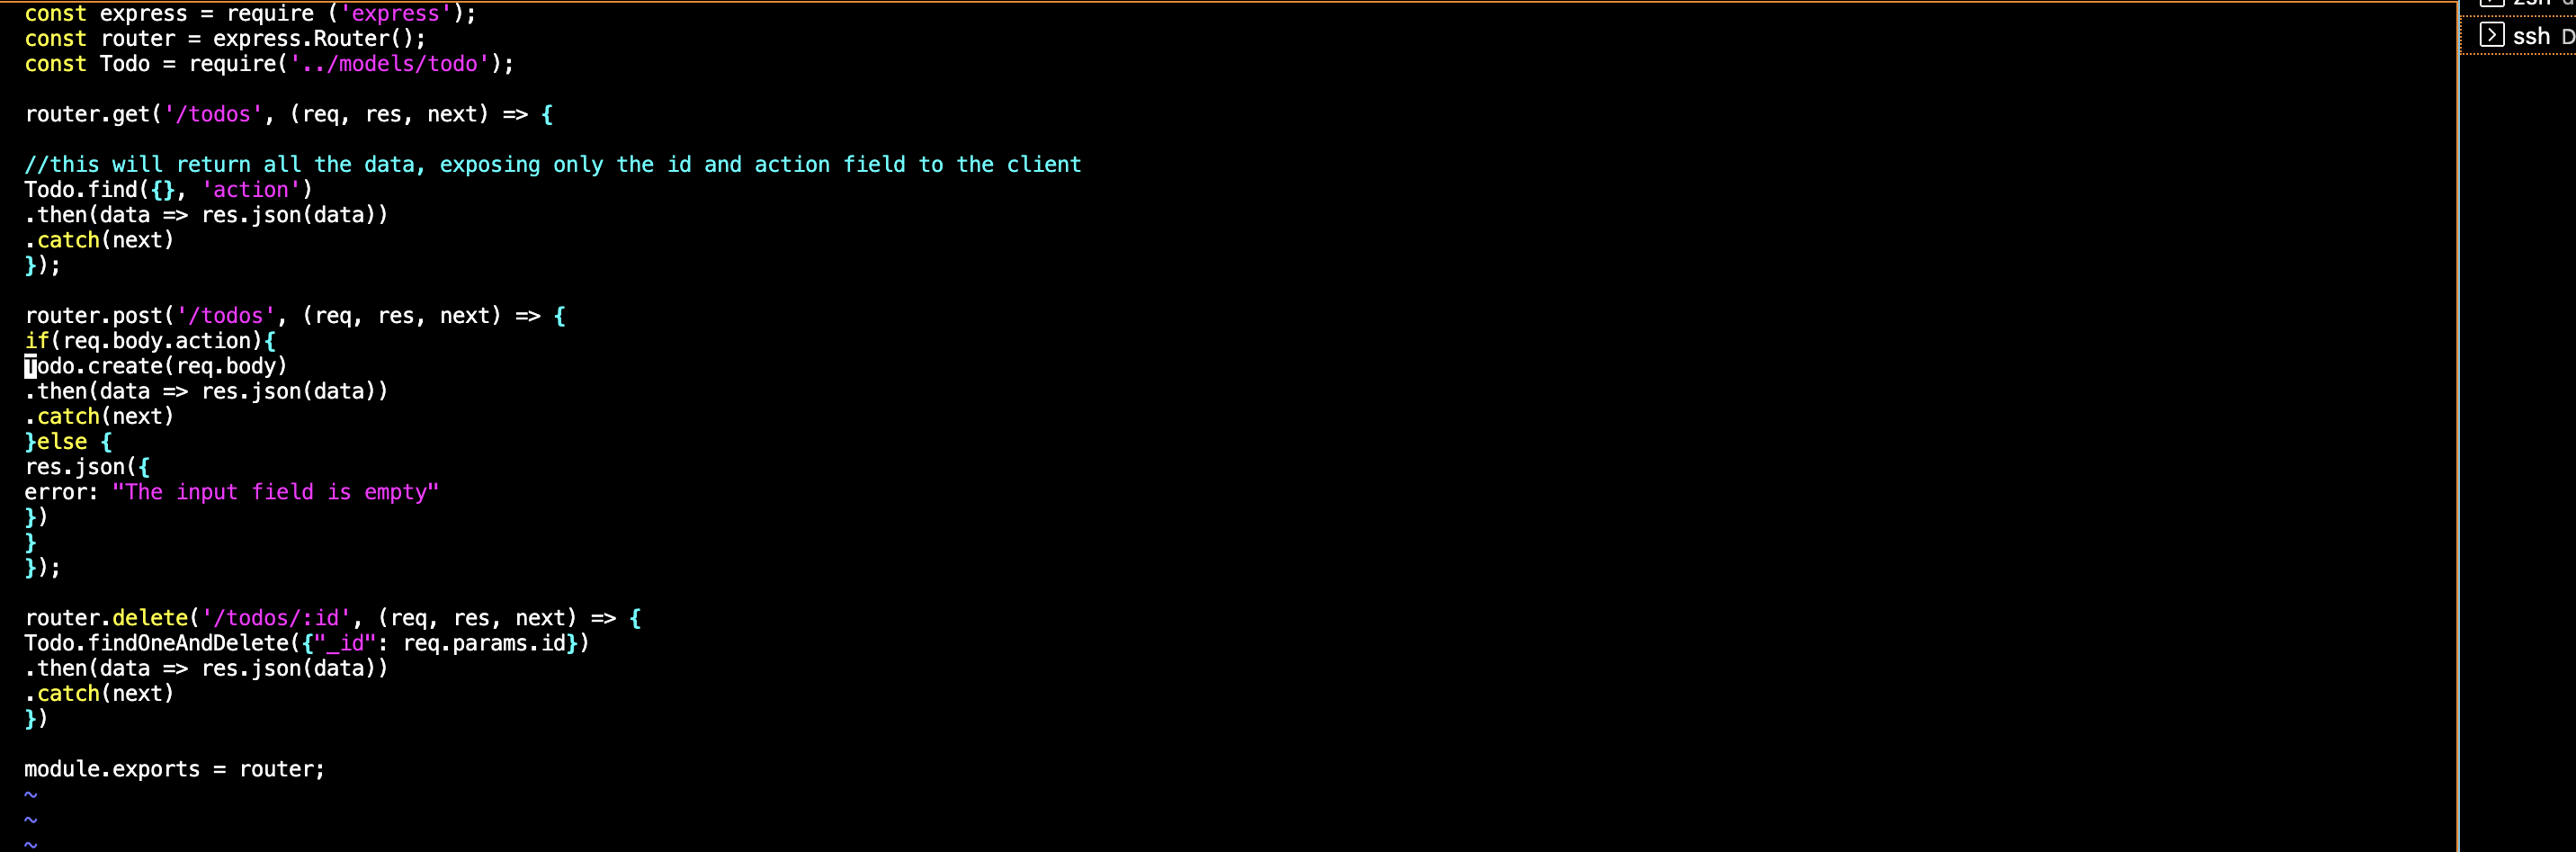 const express = require ('express');
const router = express.Router();
const Todo = require('../models/todo');
router.get('/todos', (req, res, next) => {
//this will return all the data, exposing only the id and action field to the client
Todo.find({}, 'action')
.then(data => res.json(data))
.catch(next)
});
router.post('/todos', (req, res, next) => {
if(req.body.action){
Todo.create(req.body)
.then(data => res.json(data))
.catch(next)
}else {
res.json({
error: "The input field is empty"
})
}
});
router.delete('/todos/:id', (req, res, next) => {
Todo.findOneAndDelete({"_id": req.params.id})
.then(data => res.json(data))
.catch(next)
})
module.exports = router;
~
~
~
ssh D